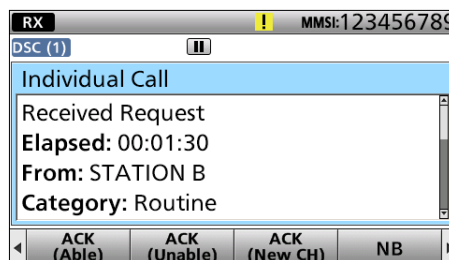 RX ! MMSI:123456789
DSC (1)
Individual Call
Received Request
Elapsed: 00:01:30
From: STATION B
Category: Routine
ACK (Able) ACK (Unable) ACK (New CH) NB